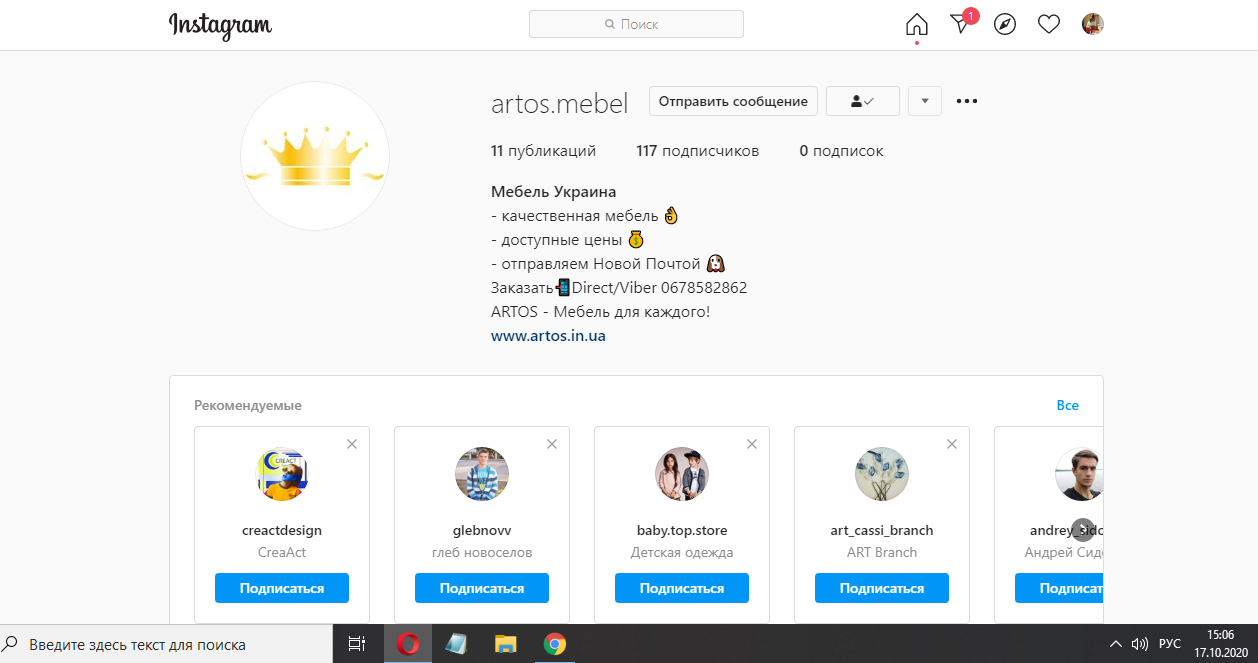 Instagram
Поиск
1
artos.mebel
Отправить сообщение
11 публикаций 117 подписчиков 0 подписок
Мебель Украина
- качественная мебель 👌
- доступные цены 💰
- отправляем Новой Почтой 🐶
Заказать📲Direct/Viber 0678582862
ARTOS - Мебель для каждого!
www.artos.in.ua
Рекомендуемые
Все
CREACT
creactdesign
CreaAct
Подписаться
glebnovv
глеб новоселов
Подписаться
baby.top.store
Детская одежда
Подписаться
art_cassi_branch
ART Branch
Подписаться
andrey_sido
Андрей Сидо
Подписат
Введите здесь текст для поиска
РУС
15:06
17.10.2020